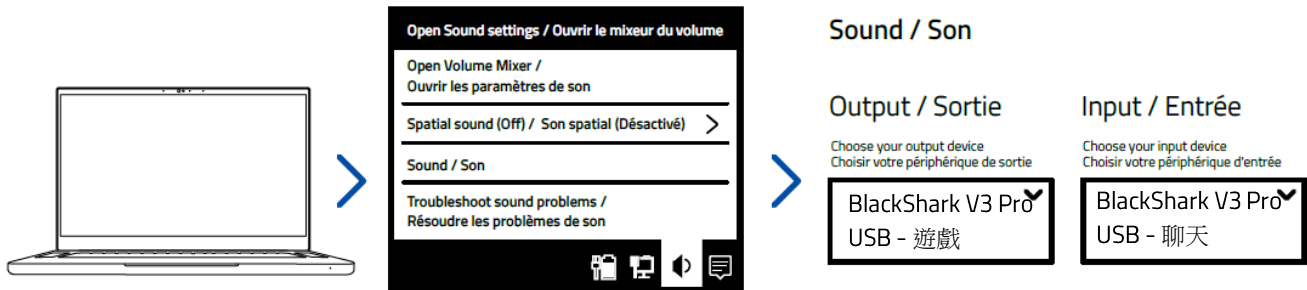 Open Sound settings / Ouvrir le mixeur du volume
Open Volume Mixer /
Ouvrir les paramètres de son
Spatial sound (Off) / Son spatial (Désactivé)
Sound / Son
Troubleshoot sound problems /
Résoudre les problèmes de son
Sound / Son
Output / Sortie
Choose your output device
Choisir votre périphérique de sortie
BlackShark V3 Pro
USB - 遊戲
Input / Entrée
Choose your input device
Choisir votre périphérique d'entrée
BlackShark V3 Pro
USB - 聊天